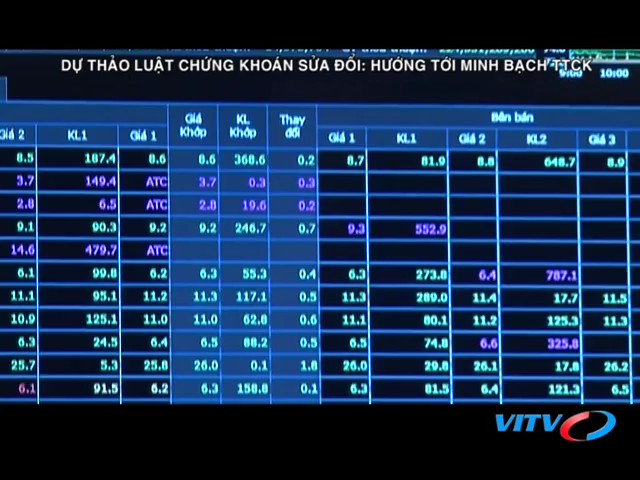 224,551,209,200
DỰ THẢO LUẬT CHỨNG KHOÁN SỬA ĐỔI: HƯỚNG TỚI MINH BẠCH TTCK
9:00 10:00
Giá Khớp KL Khớp Thay đổi Bên bán
Giá 2 KL1 Giá 1 Giá 1 KL1 Giá 2 KL2 Giá 3
8.5 187.4 8.6 8.6 368.6 0.2 8.7 81.9 8.8 648.7 8.9
3.7 149.4 ATC 3.7 0.3 0.3
2.8 6.5 ATC 2.8 19.6 0.2
9.1 90.3 9.2 9.2 246.7 0.7 9.3 552.9
14.6 479.7 ATC
6.1 99.8 6.2 6.3 55.3 0.4 6.3 273.8 6.4 787.1
11.1 95.1 11.2 11.3 117.1 0.5 11.3 289.0 11.4 17.7 11.5
10.9 125.1 11.0 11.0 62.8 0.6 11.1 80.1 11.2 125.3 11.3
6.3 24.5 6.4 6.5 88.2 0.5 6.5 74.8 6.6 325.8
25.7 5.3 25.8 26.0 0.1 1.8 26.0 29.8 26.1 17.8 26.2
6.1 91.5 6.2 6.3 158.8 0.1 6.3 81.5 6.4 121.3 6.5
VITV